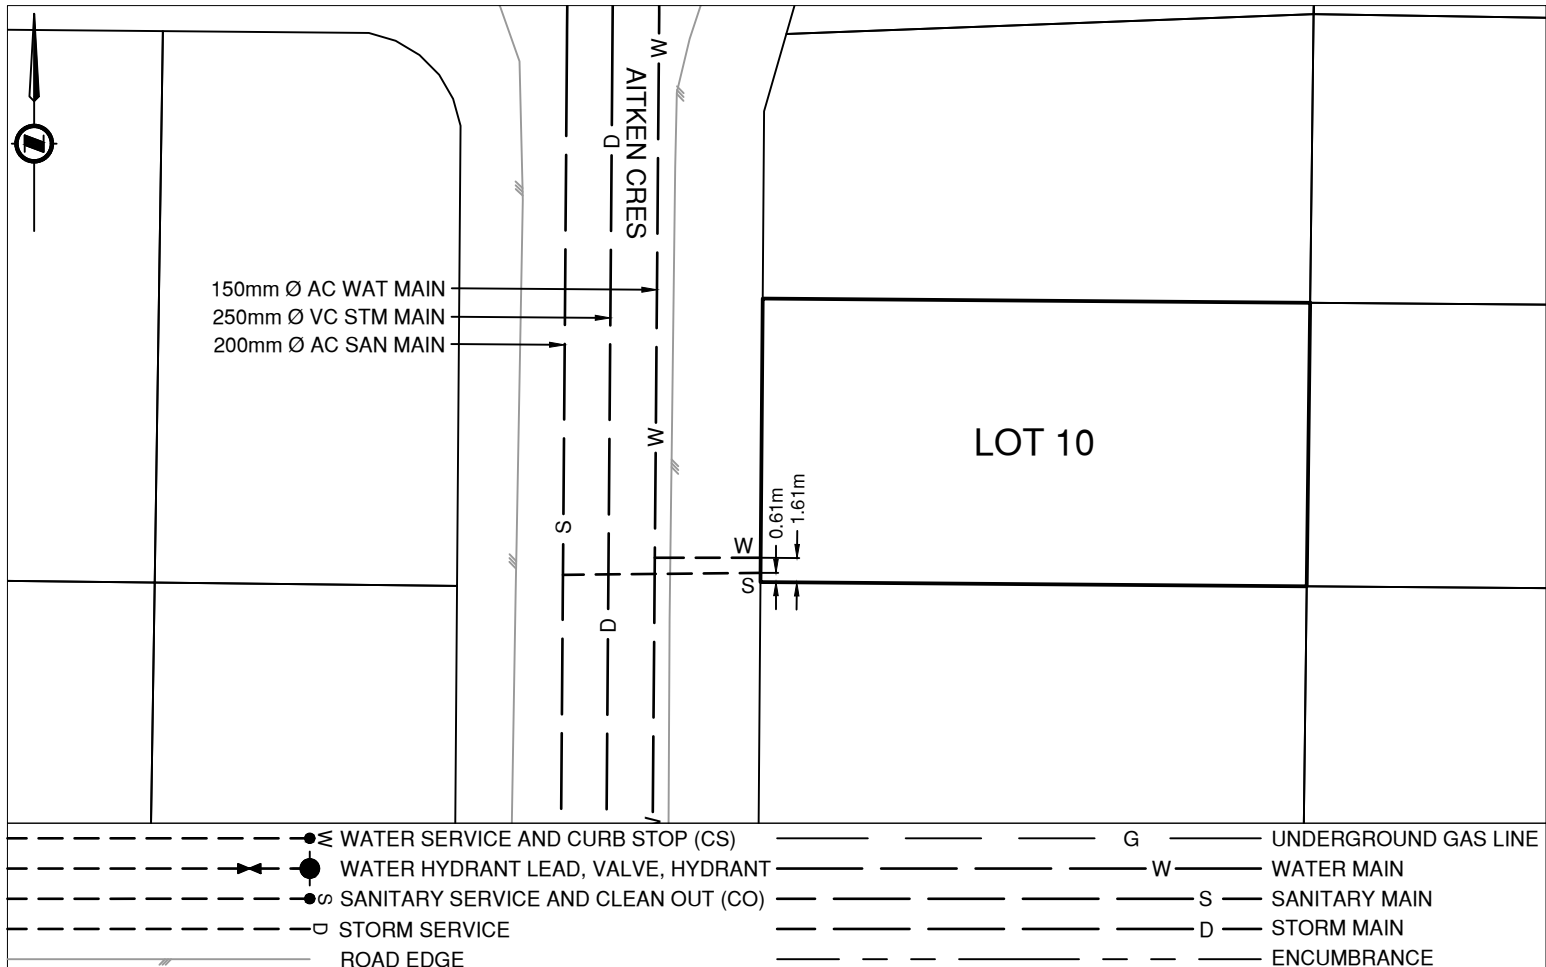 W
AITKEN CRES
D
N
150mm Ø AC WAT MAIN
250mm Ø VC STM MAIN
200mm Ø AC SAN MAIN
W
LOT 10
0.61m
1.61m
S
W
S
D
W WATER SERVICE AND CURB STOP (CS)
G UNDERGROUND GAS LINE
WATER HYDRANT LEAD, VALVE, HYDRANT
W WATER MAIN
S SANITARY SERVICE AND CLEAN OUT (CO)
S SANITARY MAIN
D STORM SERVICE
D STORM MAIN
ROAD EDGE
ENCUMBRANCE